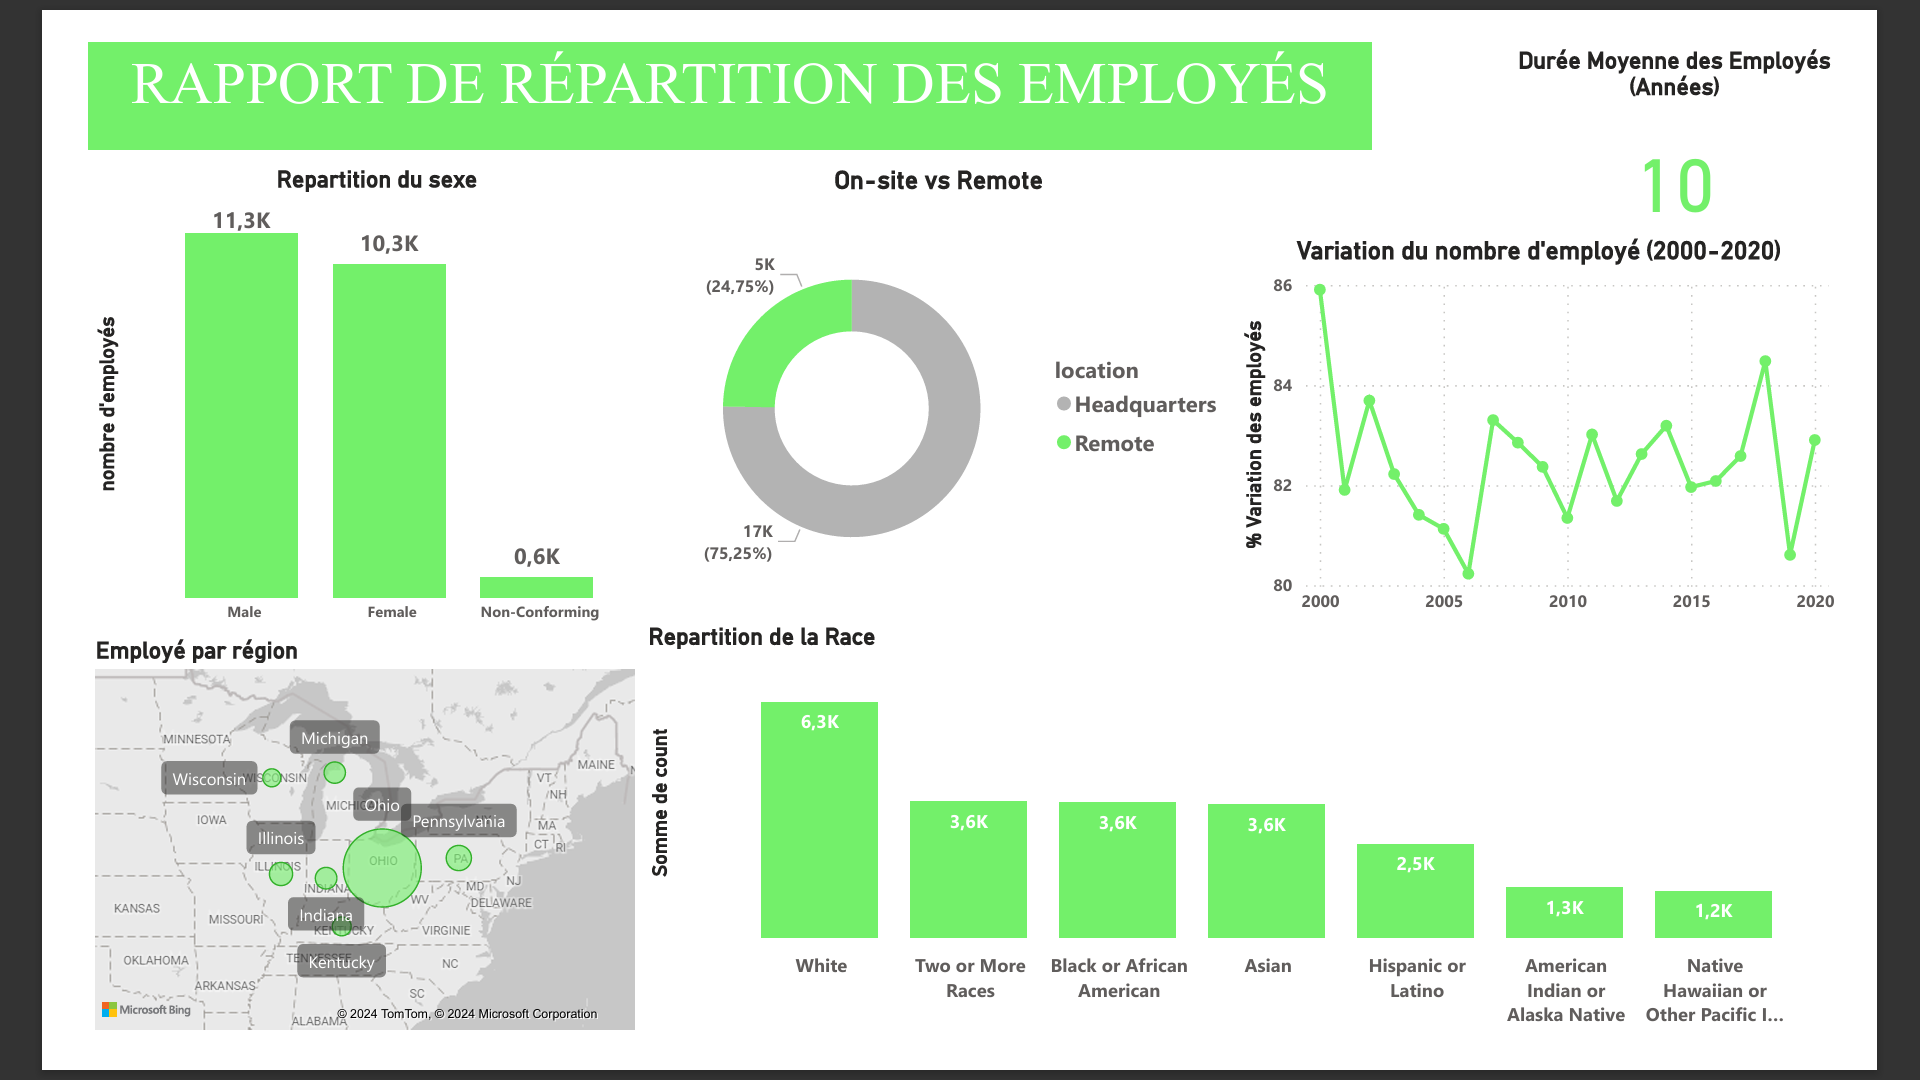 RAPPORT DE RÉPARTITION DES EMPLOYÉS
Durée Moyenne des Employés
(Années)
10
Repartition du sexe
nombre d'employés
11,3K
10,3K
0,6K
Male
Female
Non-Conforming
On-site vs Remote
5K
(24,75%)
17K
(75,25%)
location
Headquarters
Remote
Variation du nombre d'employé (2000-2020)
% Variation des employés
86
84
82
80
2000
2005
2010
2015
2020
Employé par région
MINNESOTA
Michigan
Wisconsin
WISCONSIN
MAINE
VT
NH
IOWA
Ohio
Pennsylvania
MA
CT
RI
Illinois
ILLINOIS
OHIO
PA
INDIANA
MD
NJ
WV
DELAWARE
KANSAS
MISSOURI
Indiana
KENTUCKY
VIRGINIE
OKLAHOMA
Kentucky
NC
ARKANSAS
SC
ALABAMA
Microsoft Bing
© 2024 TomTom, © 2024 Microsoft Corporation
Repartition de la Race
Somme de count
6,3K
3,6K
3,6K
3,6K
2,5K
1,3K
1,2K
White
Two or More
Races
Black or African
American
Asian
Hispanic or
Latino
American
Indian or
Alaska Native
Native
Hawaiian or
Other Pacific I...